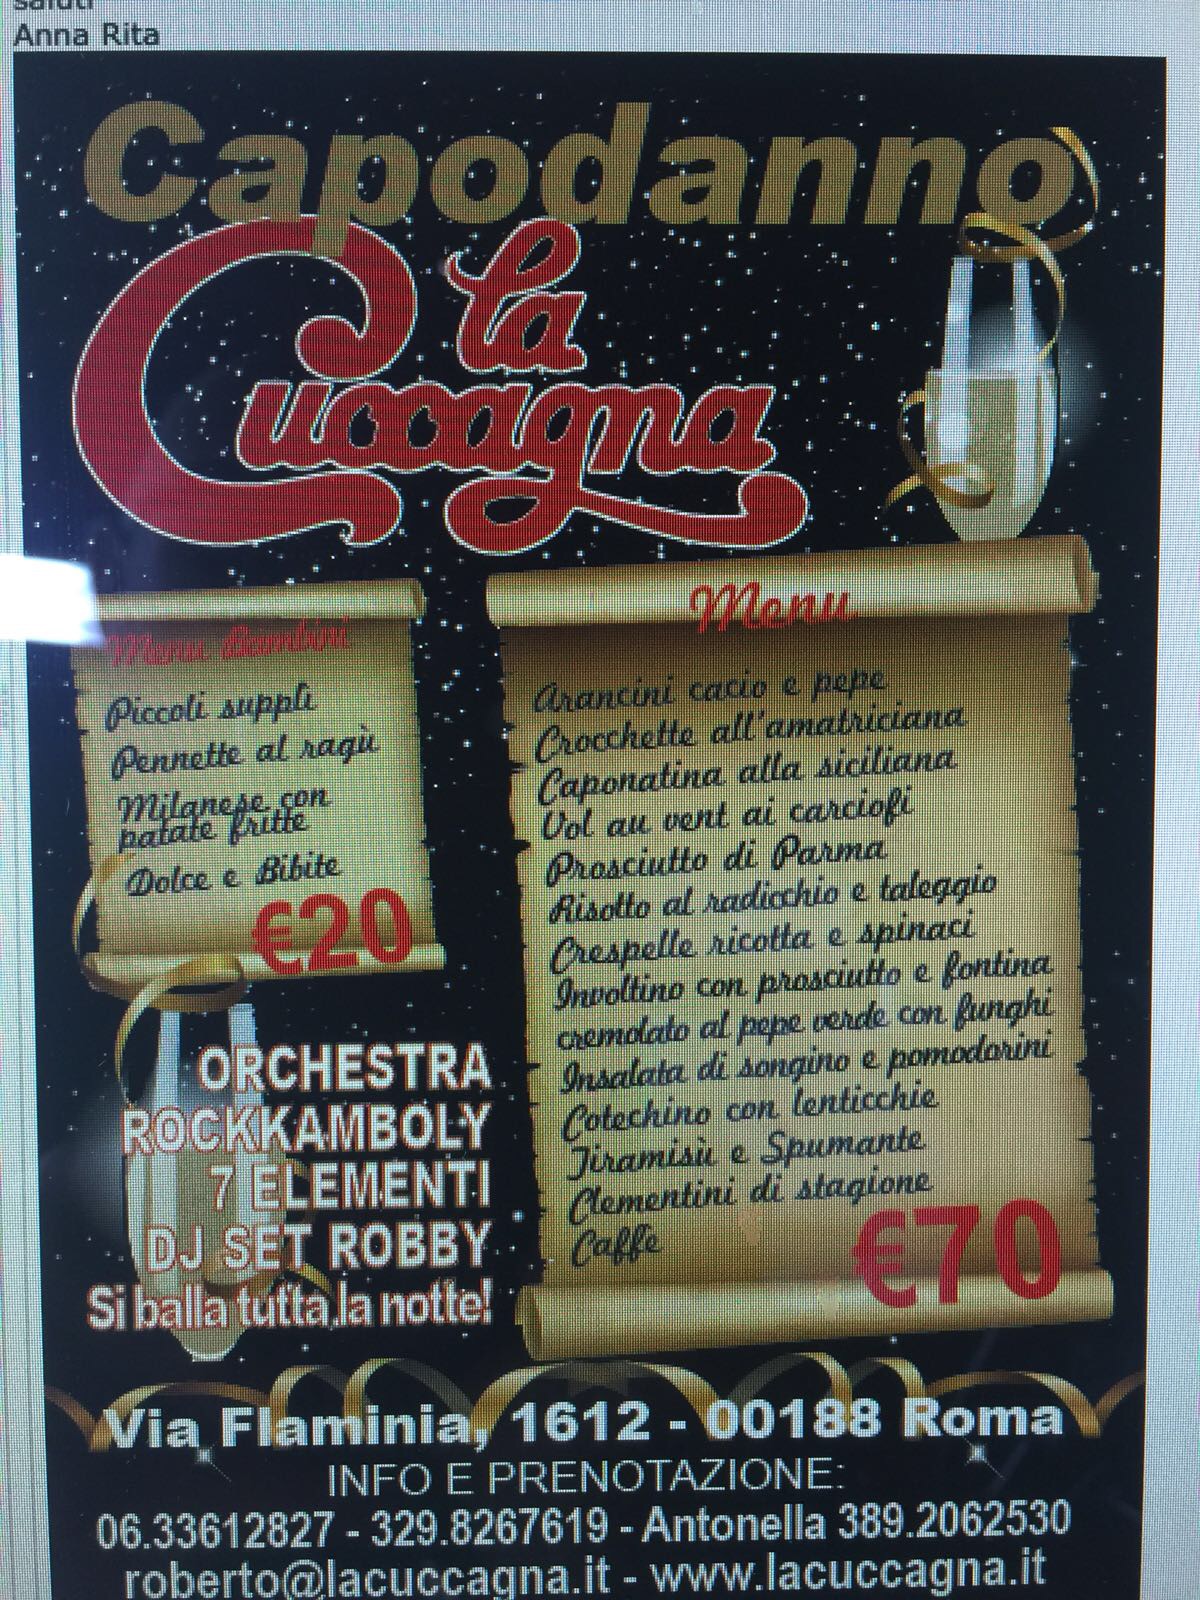 saluti
Anna Rita
Capodanno
la
Cuccagna
Menu Bambini
Piccoli supplì
Pennette al ragù
Milanese con
patate fritte
Dolce e Bibite
€20
Menu
Arancini cacio e pepe
Crocchette all'amatriciana
Caponatina alla siciliana
Vol au vent ai carciofi
Prosciutto di Parma
Risotto al radicchio e taleggio
Crespelle ricotta e spinaci
Involtino con prosciutto e fontina
cremolato al pepe verde con funghi
Insalata di songino e pomodorini
Cotechino con lenticchie
Tiramisù e Spumante
Clementini di stagione
Caffè
€70
ORCHESTRA
ROCKKAMBOLY
7 ELEMENTI
DJ SET ROBBY
Si balla tutta la notte!
Via Flaminia, 1612 - 00188 Roma
INFO E PRENOTAZIONE:
06.33612827 - 329.8267619 - Antonella 389.2062530
roberto@lacuccagna.it - www.lacuccagna.it